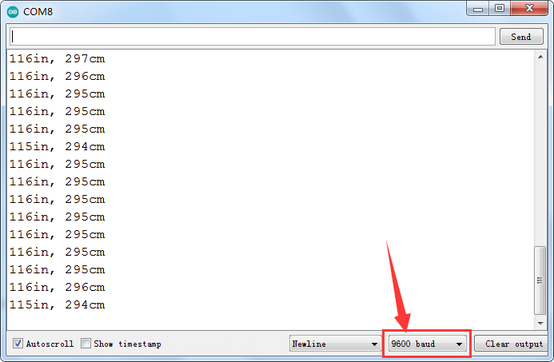 COM8
Send
116in, 297cm
116in, 296cm
116in, 295cm
116in, 295cm
116in, 295cm
115in, 294cm
116in, 295cm
116in, 295cm
116in, 295cm
116in, 295cm
116in, 295cm
116in, 295cm
116in, 295cm
116in, 296cm
115in, 294cm
Autoscroll Show timestamp Newline 9600 baud Clear output